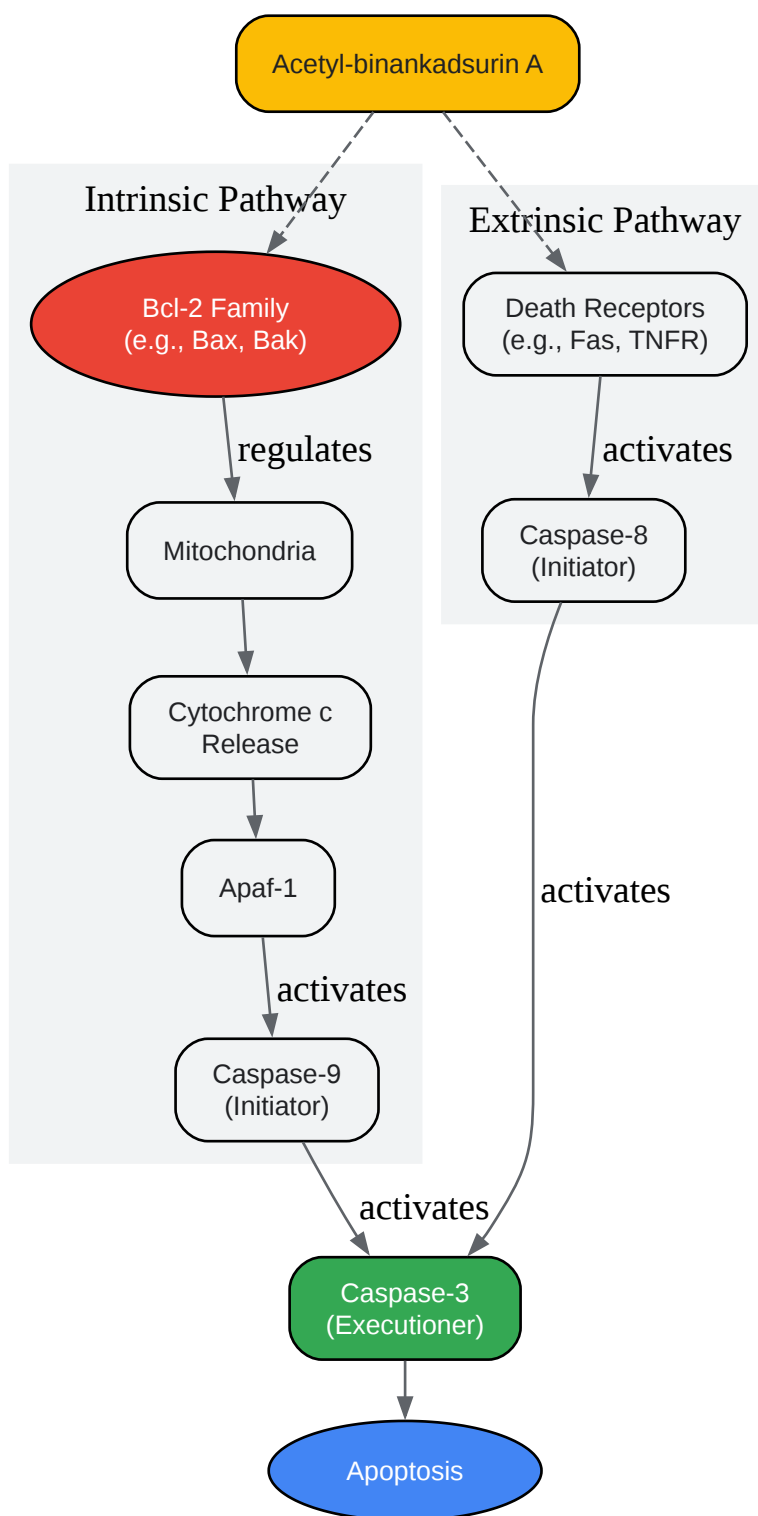 Acetyl-binankadsurin A
Intrinsic Pathway
Extrinsic Pathway
Bcl-2 Family
(e.g., Bax, Bak)
Death Receptors
(e.g., Fas, TNFR)
regulates
activates
Mitochondria
Caspase-8
(Initiator)
Cytochrome c
Release
Apaf-1
activates
activates
Caspase-9
(Initiator)
activates
Caspase-3
(Executioner)
Apoptosis